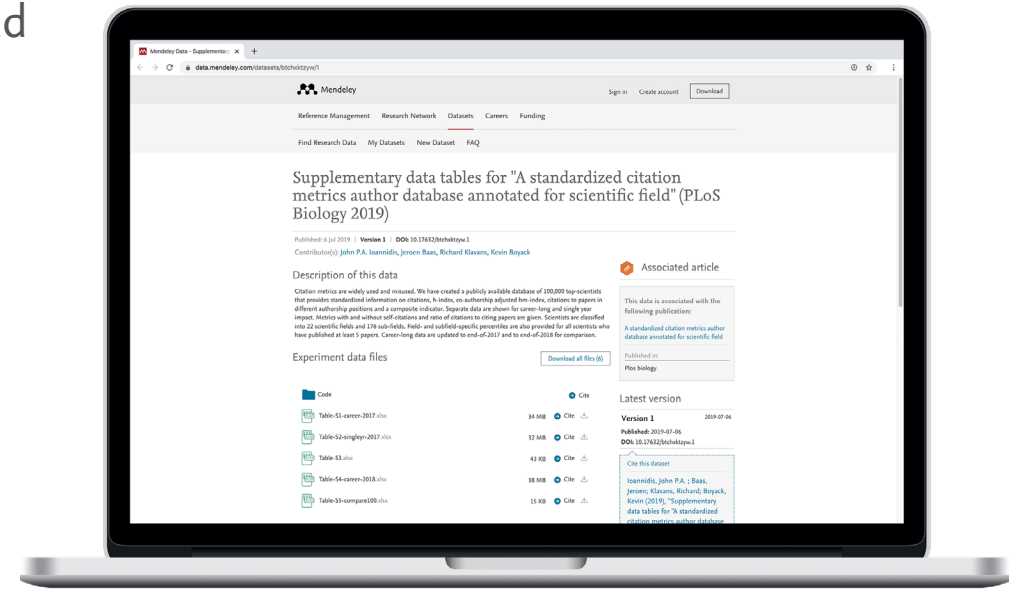 d
Mendeley Data - Supplementary
data.mendeley.com/datasets/btchxktzyw/1
Mendeley
Sign in Create account Download
Reference Management Research Network Datasets Careers Funding
Find Research Data My Datasets New Dataset FAQ
Supplementary data tables for "A standardized citation
metrics author database annotated for scientific field" (PLoS
Biology 2019)
Published: 6 Jul 2019 | Version 1 | DOI: 10.17632/btchxktzyw.1
Contributor(s): John P.A. Ioannidis, Jeroen Baas, Richard Klavans, Kevin Boyack
Description of this data
Citation metrics are widely used and misused. We have created a publicly available database of 100,000 top-scientists
that provides standardized information on citations, h-index, co-authorship adjusted hm-index, citations to papers in
different authorship positions and a composite indicator. Separate data are shown for career-long and single year
impact. Metrics with and without self-citations and ratio of citations to citing papers are given. Scientists are classified
into 22 scientific fields and 176 sub-fields. Field- and subfield-specific percentiles are also provided for all scientists who
have published at least 5 papers. Career-long data are updated to end-of-2017 and to end-of-2018 for comparison.
Experiment data files
Download all files (6)
Code Cite
Table-S1-career-2017.xlsx 34 MB Cite
Table-S2-singleyr-2017.xlsx 32 MB Cite
Table-S3.xlsx 43 KB Cite
Table-S4-career-2018.xlsx 38 MB Cite
Table-S5-compare100.xlsx 15 KB Cite
Associated article
This data is associated with the
following publication:
A standardized citation metrics author
database annotated for scientific field
Published in:
Plos biology
Latest version
Version 1 2019-07-06
Published: 2019-07-06
DOI: 10.17632/btchxktzyw.1
Cite this dataset
Ioannidis, John P.A. ; Baas,
Jeroen; Klavans, Richard; Boyack,
Kevin (2019), "Supplementary
data tables for "A standardized
citation metrics author database